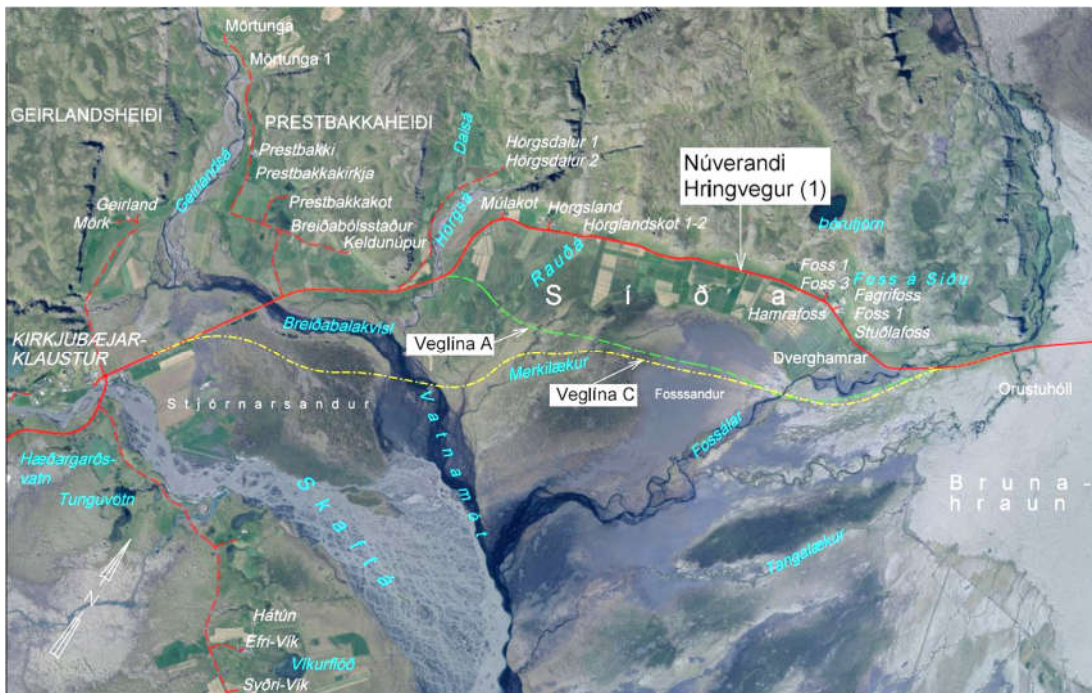 Mörtunga
Mörtunga 1
GEIRLANDSHEIÐI
PRESTBAKKAHEIÐI
Prestbakki
Prestbakkakirkja
Geirlandsá
Geirland
Mörk
Prestbakkakot
Breiðabólsstaður
Keldunúpur
Dalsá
Hörgsá
Hörgsdalur 1
Hörgsdalur 2
Múlakot
Hörgsland
Hörglandskot 1-2
Núverandi
Hringvegur (1)
Þórutjörn
Rauðá
Síða
Foss 1
Foss 3
Foss á Síðu
Fagrifoss
Hamrafoss
Foss 1
Stuðlafoss
KIRKJUBÆJAR-
KLAUSTUR
Breiðabalakvísl
Veglína A
Merkilækur
Veglína C
Dverghamrar
Fosssandur
Orustuhóll
Stjórnarsandur
Vatnamót
Fossálar
Hæðargarðs-
vatn
Tunguvötn
Skaftá
Bruna-
hraun
Tangalækur
N
Hátún
Efri-Vík
Víkurflóð
Syðri-Vík